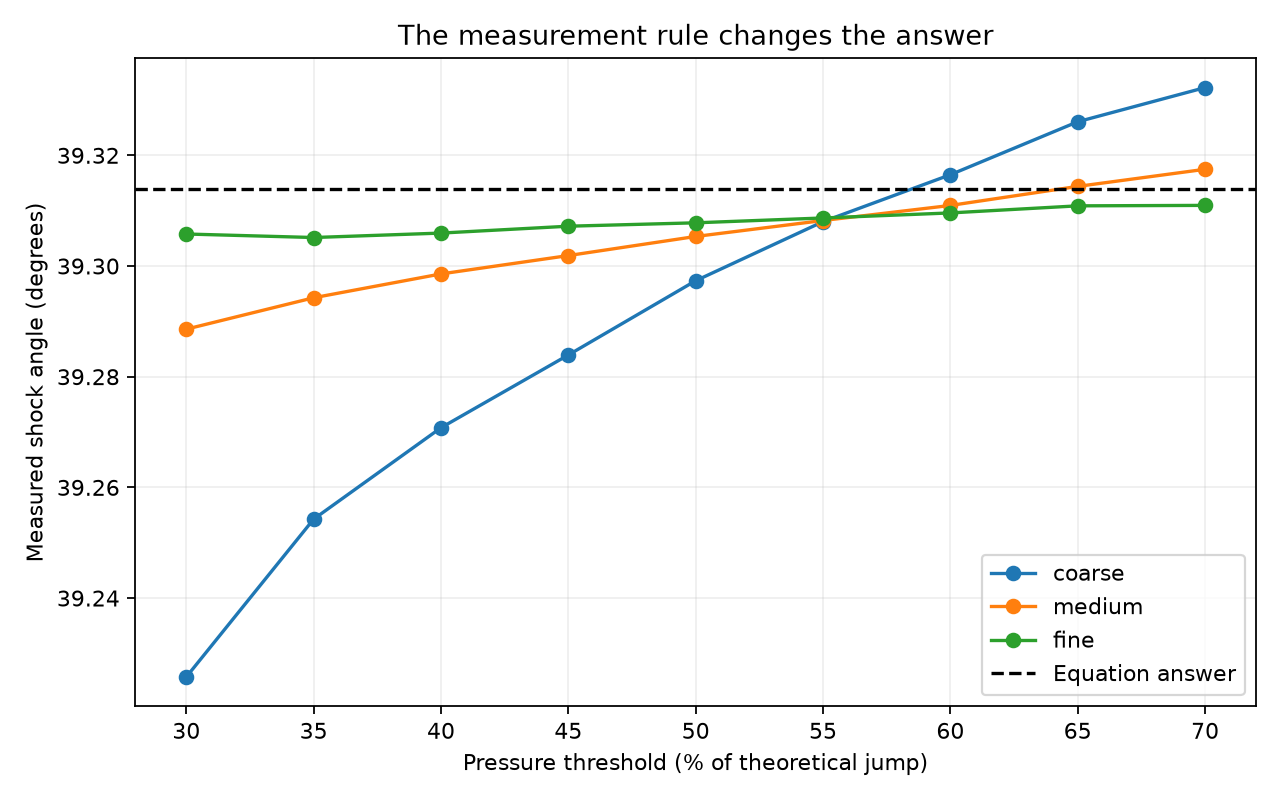 The measurement rule changes the answer
Measured shock angle (degrees)
39.32
39.30
39.28
39.26
39.24
30 35 40 45 50 55 60 65 70
Pressure threshold (% of theoretical jump)
coarse
medium
fine
Equation answer